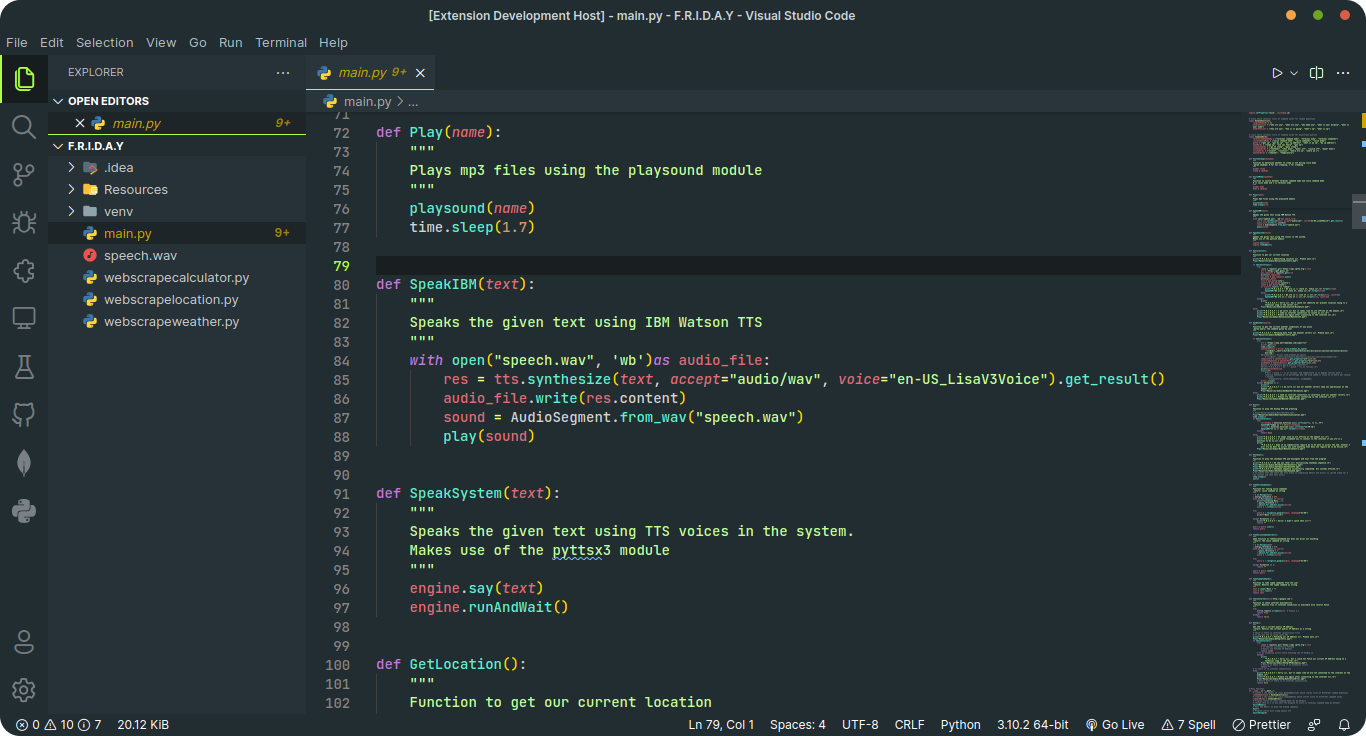 [Extension Development Host] - main.py - F.R.I.D.A.Y - Visual Studio Code
File Edit Selection View Go Run Terminal Help
EXPLORER
OPEN EDITORS
main.py 9+
F.R.I.D.A.Y
.idea
Resources
venv
main.py 9+
speech.wav
webscrapecalculator.py
webscrapelocation.py
webscrapeweather.py
main.py 9+
main.py > ...
71
72 def Play(name):
73     """
74     Plays mp3 files using the playsound module
75     """
76     playsound(name)
77     time.sleep(1.7)
78
79
80 def SpeakIBM(text):
81     """
82     Speaks the given text using IBM Watson TTS
83     """
84     with open("speech.wav", 'wb')as audio_file:
85         res = tts.synthesize(text, accept="audio/wav", voice="en-US_LisaV3Voice").get_result()
86         audio_file.write(res.content)
87         sound = AudioSegment.from_wav("speech.wav")
88         play(sound)
89
90
91 def SpeakSystem(text):
92     """
93     Speaks the given text using TTS voices in the system.
94     Makes use of the pyttsx3 module
95     """
96     engine.say(text)
97     engine.runAndWait()
98
99
100 def GetLocation():
101     """
102     Function to get our current location
0 10 7 20.12 KiB Ln 79, Col 1 Spaces: 4 UTF-8 CRLF Python 3.10.2 64-bit Go Live 7 Spell Prettier